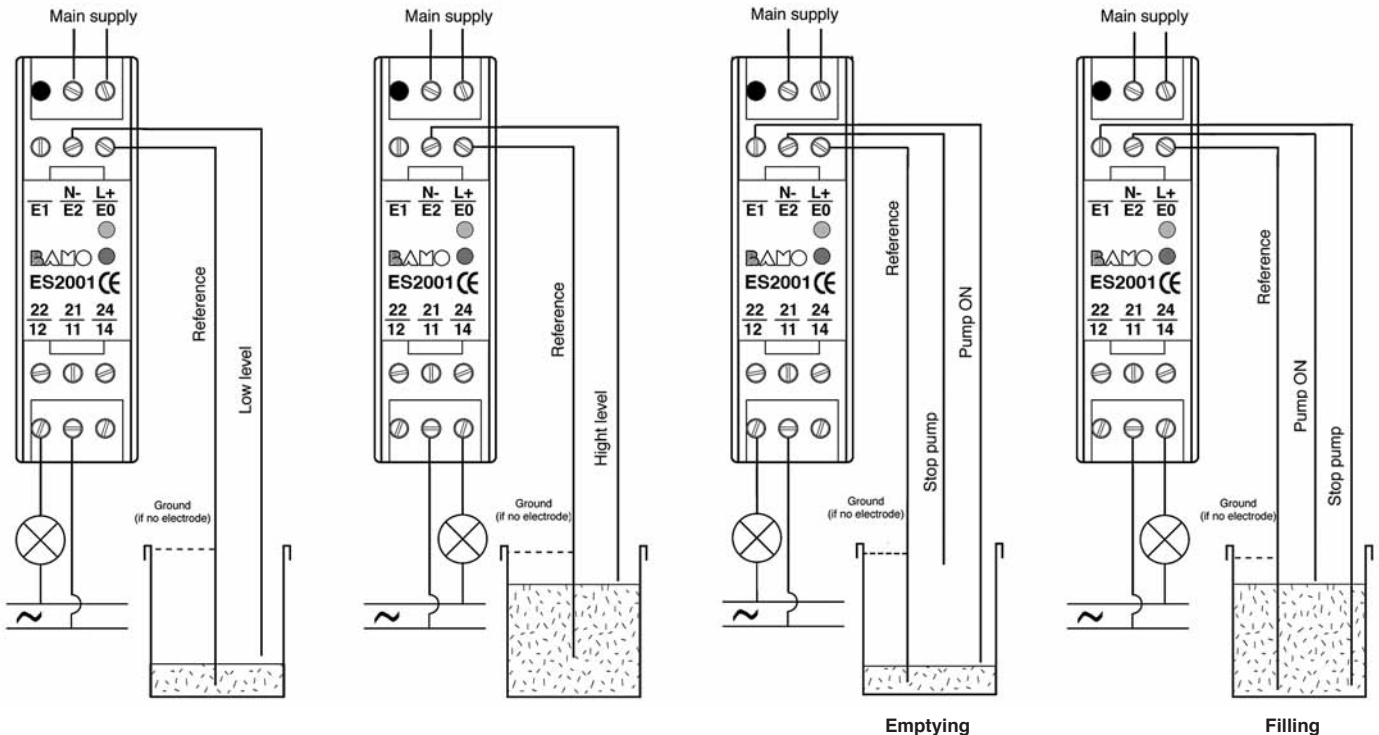 Main supply
N- L+
E1 E2 E0
BAMO
ES2001 CE
22 21 24
12 11 14
Reference
Low level
Ground
(if no electrode)
~
Main supply
N- L+
E1 E2 E0
BAMO
ES2001 CE
22 21 24
12 11 14
Reference
Hight level
Ground
(if no electrode)
~
Main supply
N- L+
E1 E2 E0
BAMO
ES2001 CE
22 21 24
12 11 14
Reference
Stop pump
Pump ON
Ground
(if no electrode)
~
Emptying
Main supply
N- L+
E1 E2 E0
BAMO
ES2001 CE
22 21 24
12 11 14
Reference
Pump ON
Stop pump
Ground
(if no electrode)
~
Filling